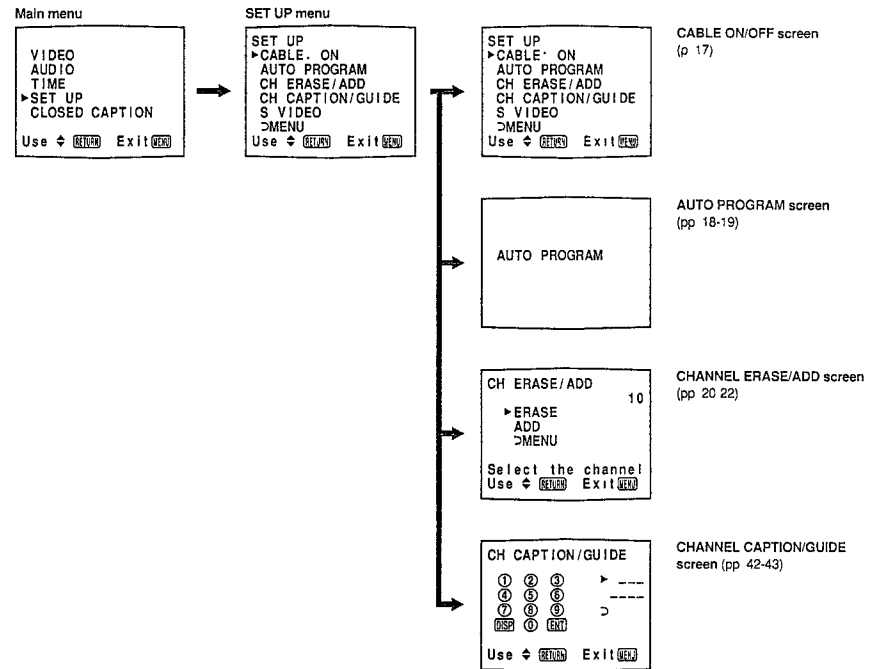 Main menu
VIDEO
AUDIO
TIME
►SET UP
CLOSED CAPTION
Use ⬍ RETURN Exit MENU
SET UP menu
SET UP
►CABLE. ON
AUTO PROGRAM
CH ERASE/ADD
CH CAPTION/GUIDE
S VIDEO
⊃MENU
Use ⬍ RETURN Exit MENU
SET UP
►CABLE· ON
AUTO PROGRAM
CH ERASE/ADD
CH CAPTION/GUIDE
S VIDEO
⊃MENU
Use ⬍ RETURN Exit MENU
CABLE ON/OFF screen
(p 17)
AUTO PROGRAM
AUTO PROGRAM screen
(pp 18-19)
CH ERASE/ADD
10
►ERASE
ADD
⊃MENU
Select the channel
Use ⬍ RETURN Exit MENU
CHANNEL ERASE/ADD screen
(pp 20 22)
CH CAPTION/GUIDE
① ② ③ ► ___
④ ⑤ ⑥ ____
⑦ ⑧ ⑨ ⊃
DISP ⓪ ENT
Use ⬍ RETURN Exit MENU
CHANNEL CAPTION/GUIDE
screen (pp 42-43)